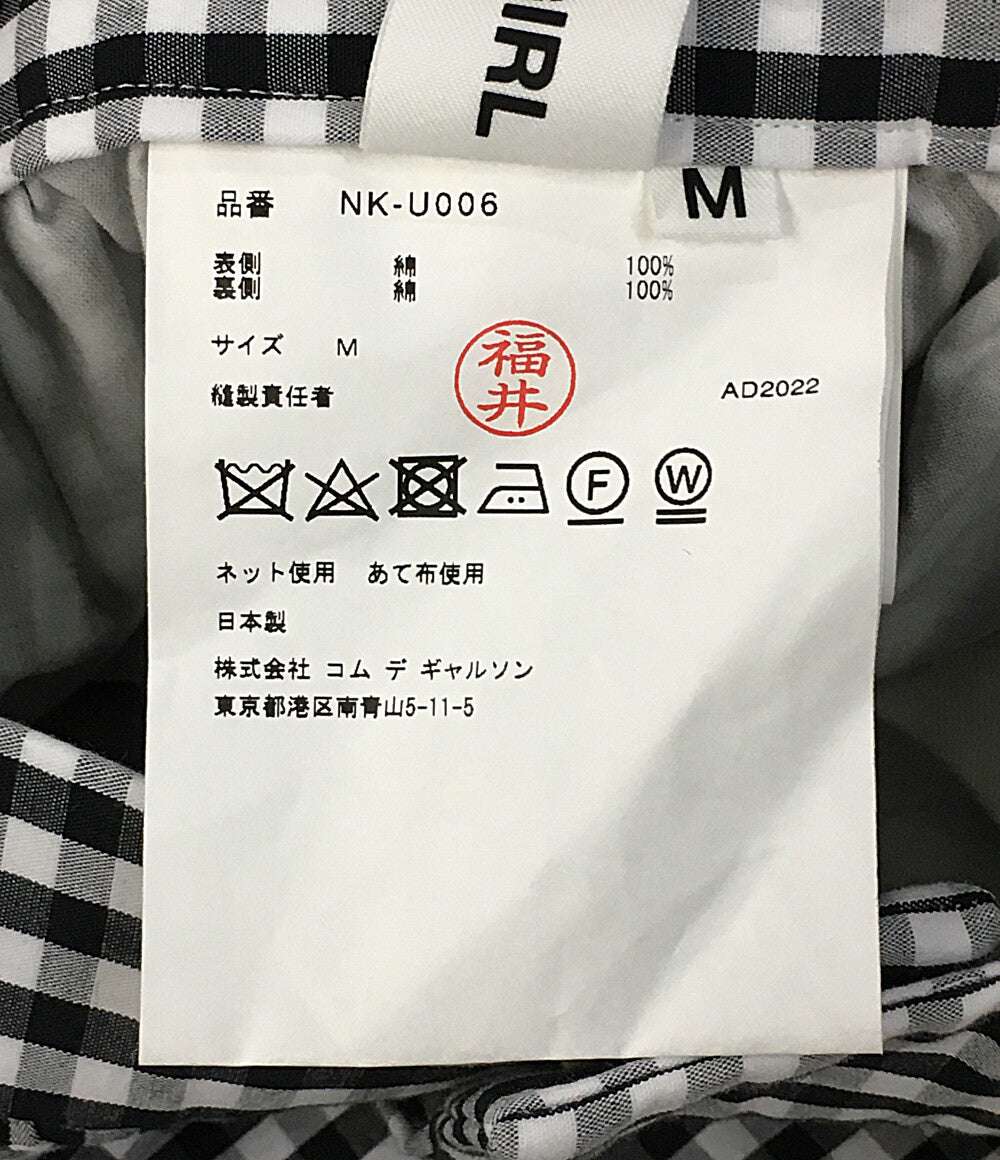 IRL
M
品番 NK-U006
表側 綿 100%
裏側 綿 100%
サイズ M
福井
縫製責任者 AD2022
F W
ネット使用 あて布使用
日本製
株式会社 コム デ ギャルソン
東京都港区南青山5-11-5